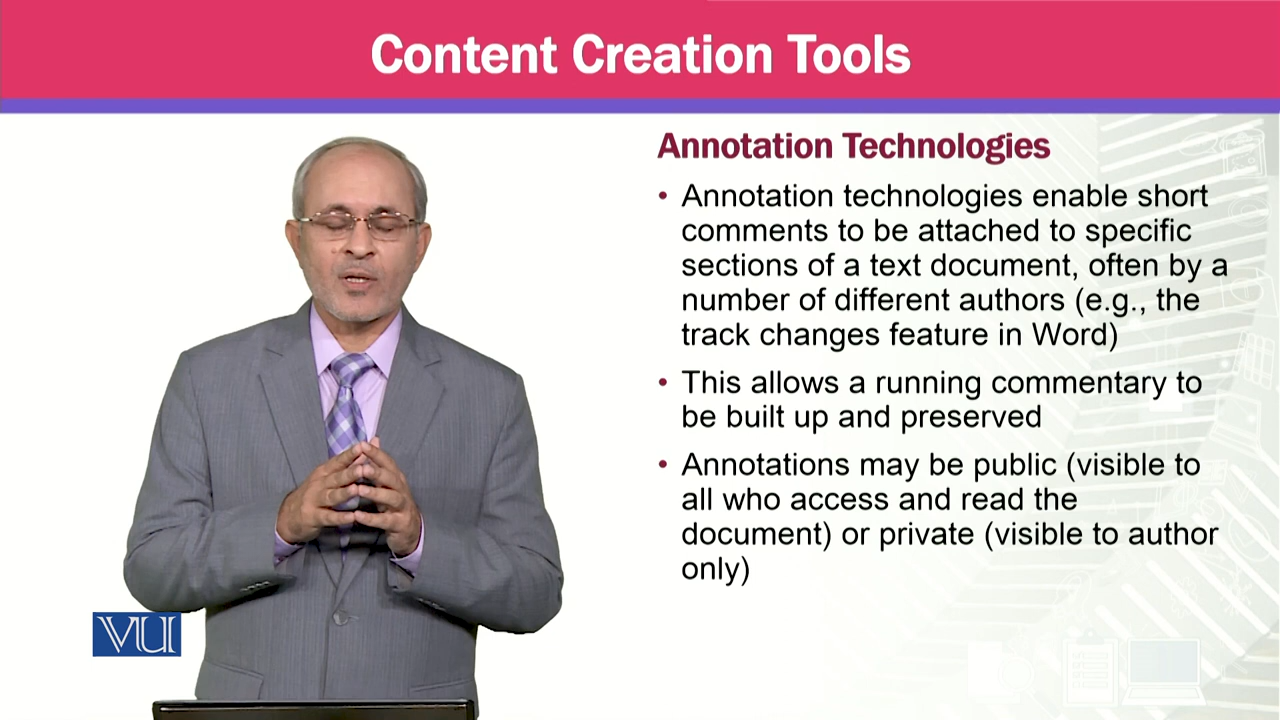 Content Creation Tools
Annotation Technologies
• Annotation technologies enable short
comments to be attached to specific
sections of a text document, often by a
number of different authors (e.g., the
track changes feature in Word)
• This allows a running commentary to
be built up and preserved
• Annotations may be public (visible to
all who access and read the
document) or private (visible to author
only)
VU